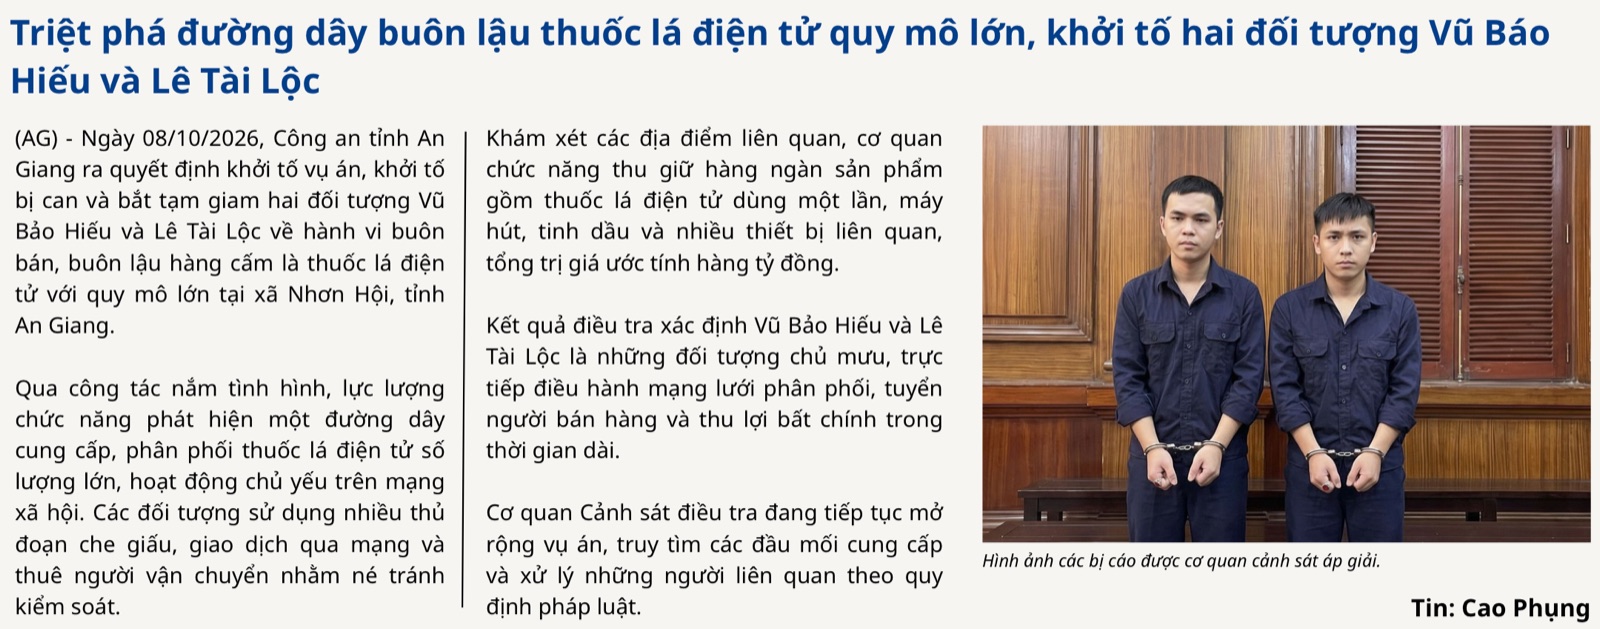 Triệt phá đường dây buôn lậu thuốc lá điện tử quy mô lớn, khởi tố hai đối tượng Vũ Báo
Hiếu và Lê Tài Lộc
(AG) - Ngày 08/10/2026, Công an tỉnh An
Giang ra quyết định khởi tố vụ án, khởi tố
bị can và bắt tạm giam hai đối tượng Vũ
Bảo Hiếu và Lê Tài Lộc về hành vi buôn
bán, buôn lậu hàng cấm là thuốc lá điện
tử với quy mô lớn tại xã Nhơn Hội, tỉnh
An Giang.
Qua công tác nắm tình hình, lực lượng
chức năng phát hiện một đường dây
cung cấp, phân phối thuốc lá điện tử số
lượng lớn, hoạt động chủ yếu trên mạng
xã hội. Các đối tượng sử dụng nhiều thủ
đoạn che giấu, giao dịch qua mạng và
thuê người vận chuyển nhằm né tránh
kiểm soát.
Khám xét các địa điểm liên quan, cơ quan
chức năng thu giữ hàng ngàn sản phẩm
gồm thuốc lá điện tử dùng một lần, máy
hút, tinh dầu và nhiều thiết bị liên quan,
tổng trị giá ước tính hàng tỷ đồng.
Kết quả điều tra xác định Vũ Bảo Hiếu và Lê
Tài Lộc là những đối tượng chủ mưu, trực
tiếp điều hành mạng lưới phân phối, tuyển
người bán hàng và thu lợi bất chính trong
thời gian dài.
Cơ quan Cảnh sát điều tra đang tiếp tục mở
rộng vụ án, truy tìm các đầu mối cung cấp
và xử lý những người liên quan theo quy
định pháp luật.
Hình ảnh các bị cáo được cơ quan cảnh sát áp giải.
Tin: Cao Phụng